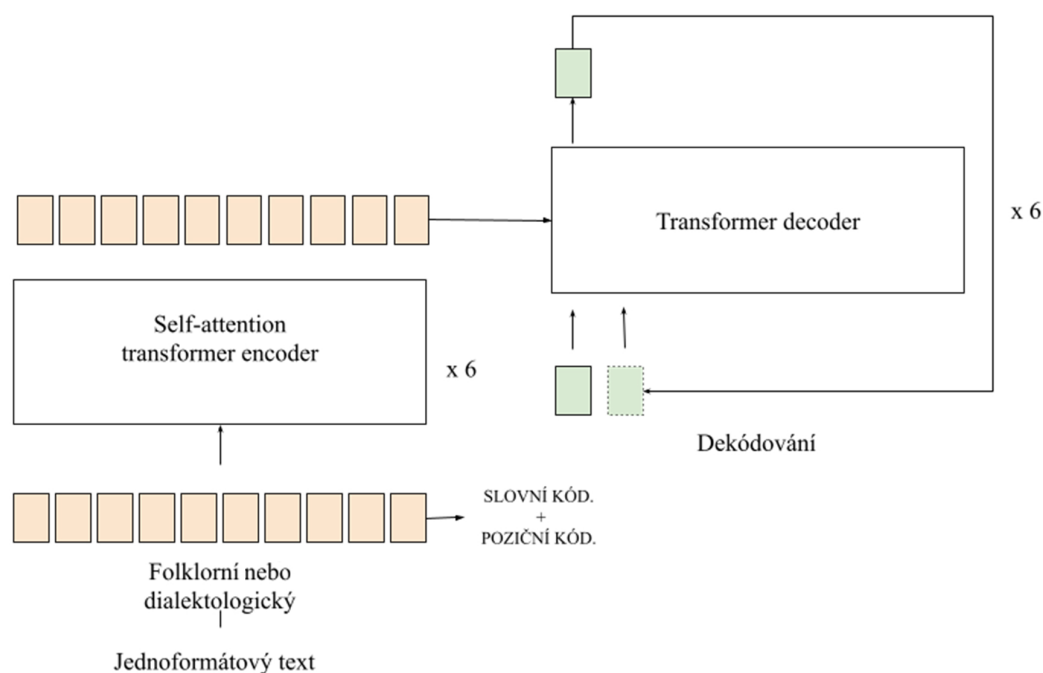 Transformer decoder
x 6
Self-attention
transformer encoder
x 6
Dekódování
SLOVNÍ KÓD.
+
POZIČNÍ KÓD.
Folklorní nebo
dialektologický
Jednoformátový text